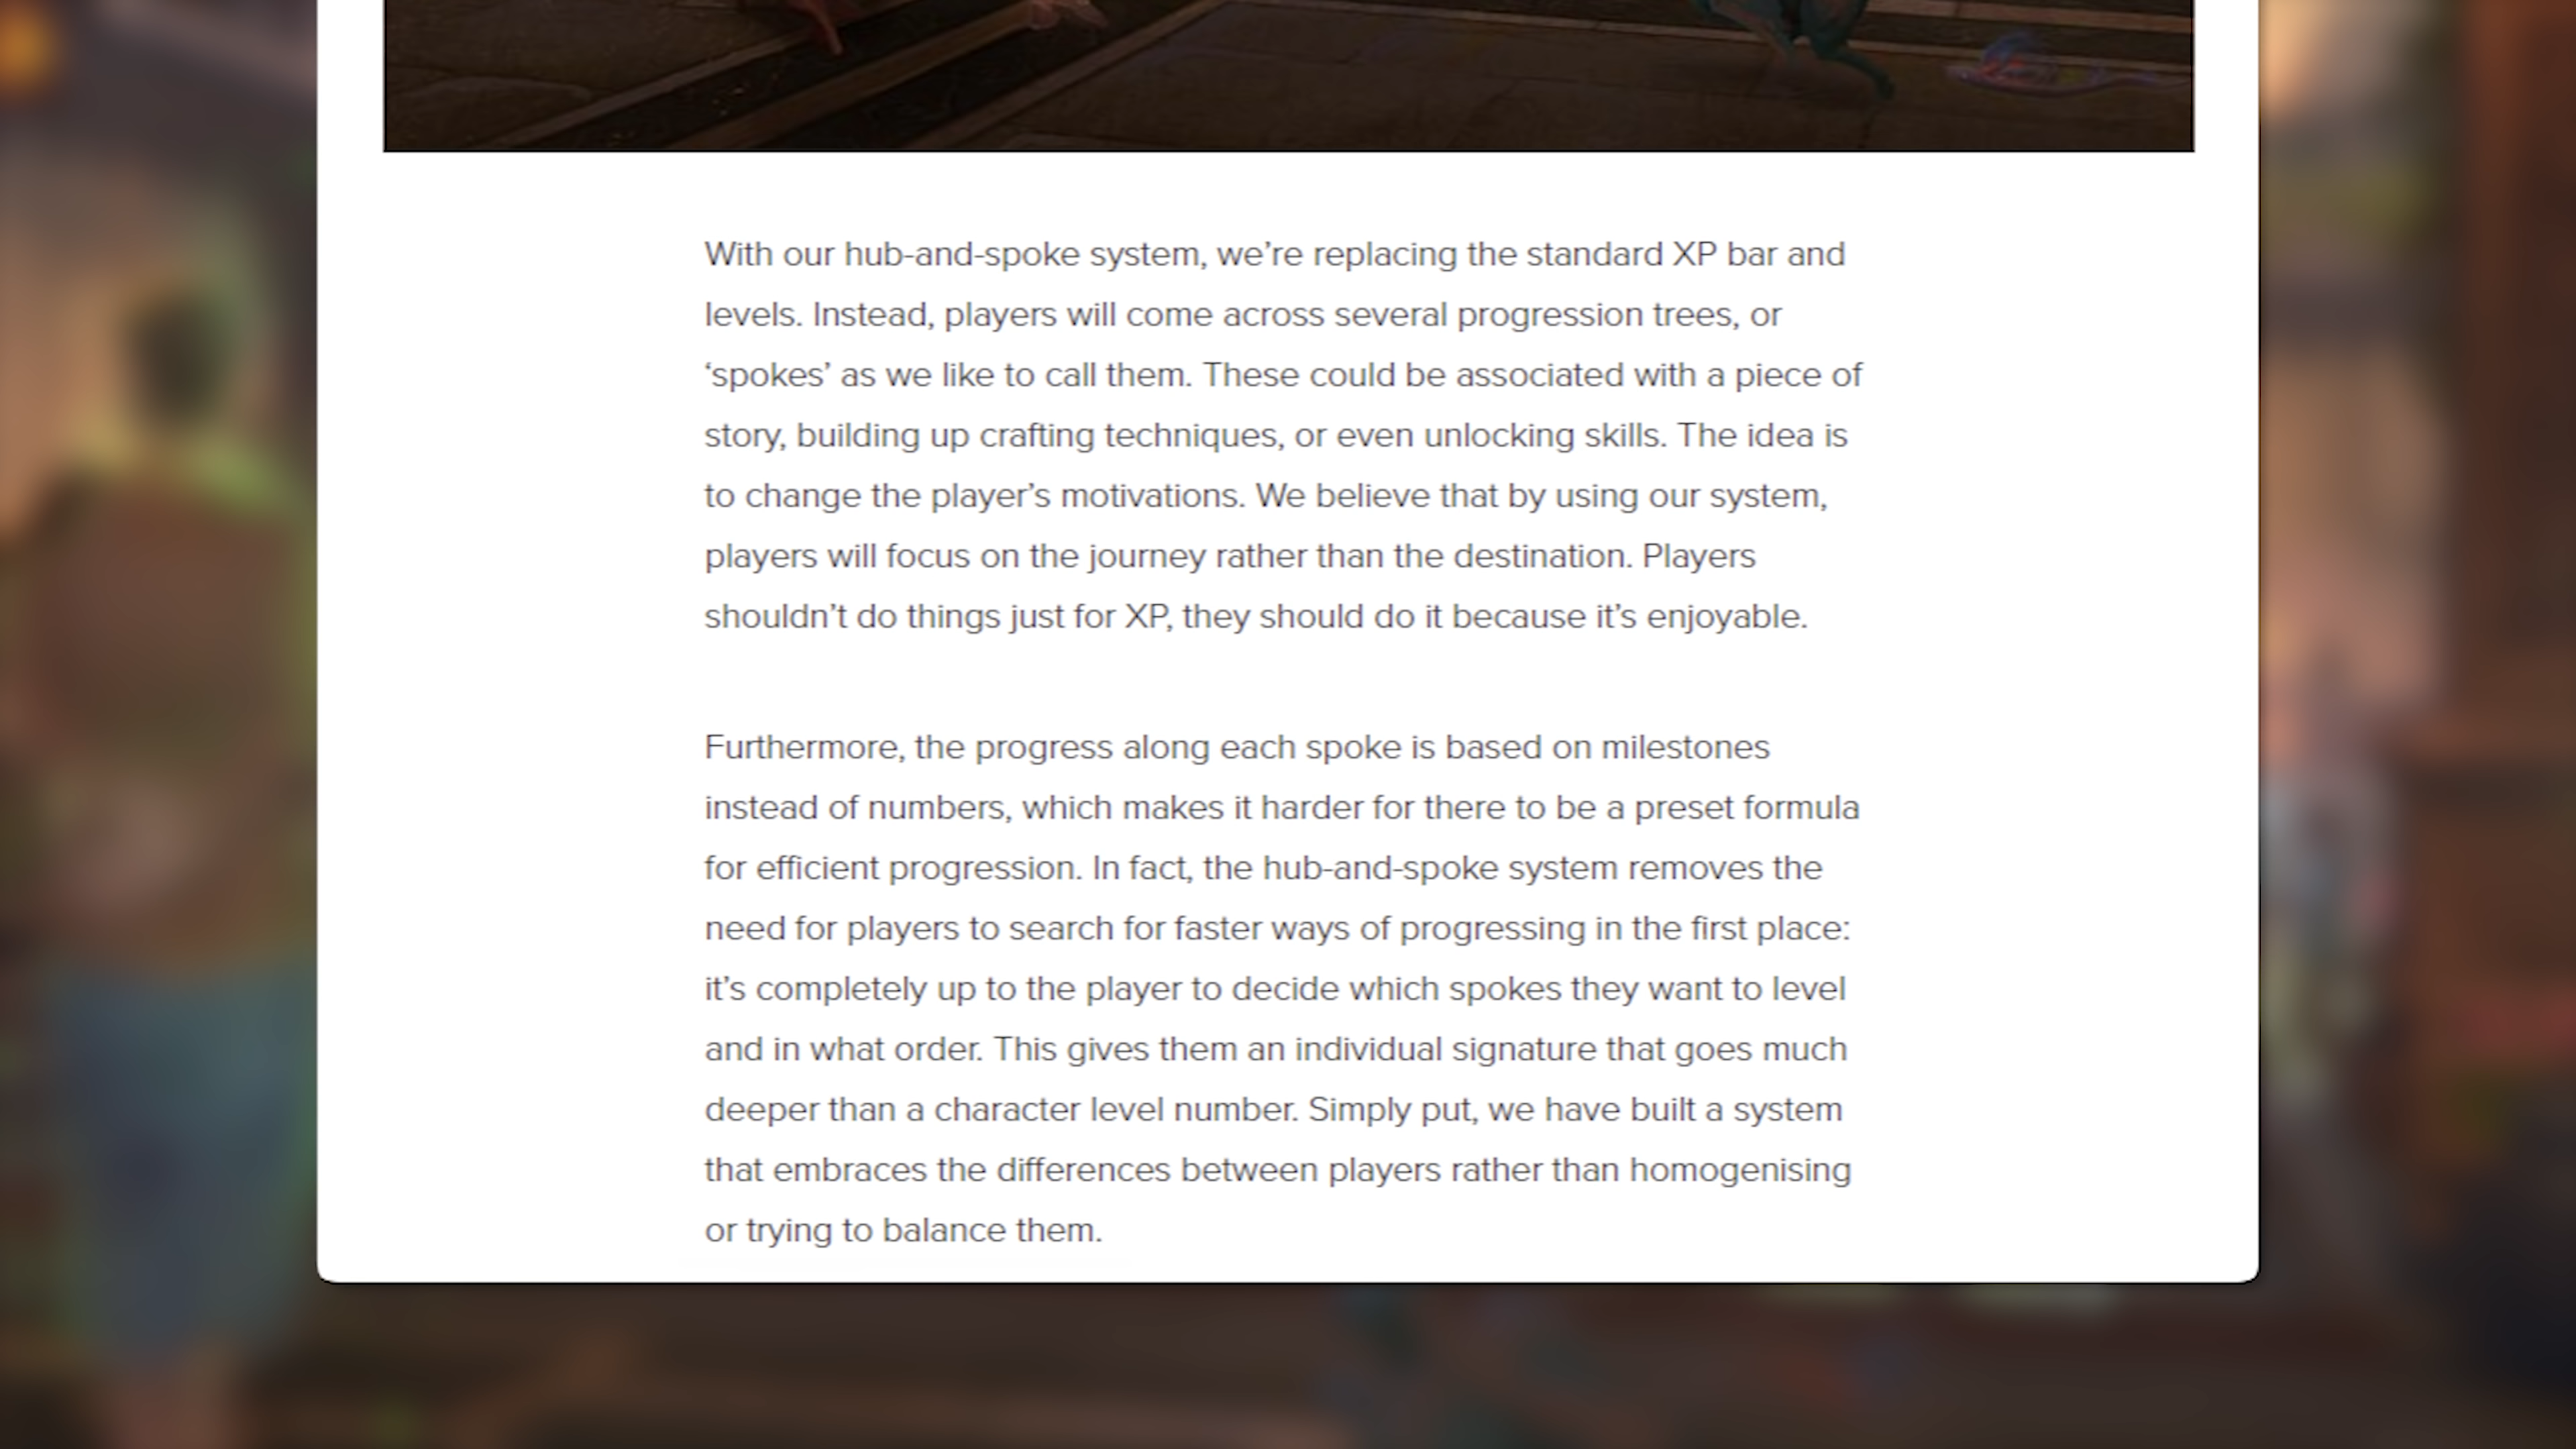 With our hub-and-spoke system, we’re replacing the standard XP bar and
levels. Instead, players will come across several progression trees, or
‘spokes’ as we like to call them. These could be associated with a piece of
story, building up crafting techniques, or even unlocking skills. The idea is
to change the player’s motivations. We believe that by using our system,
players will focus on the journey rather than the destination. Players
shouldn’t do things just for XP, they should do it because it’s enjoyable.
Furthermore, the progress along each spoke is based on milestones
instead of numbers, which makes it harder for there to be a preset formula
for efficient progression. In fact, the hub-and-spoke system removes the
need for players to search for faster ways of progressing in the first place:
it’s completely up to the player to decide which spokes they want to level
and in what order. This gives them an individual signature that goes much
deeper than a character level number. Simply put, we have built a system
that embraces the differences between players rather than homogenising
or trying to balance them.